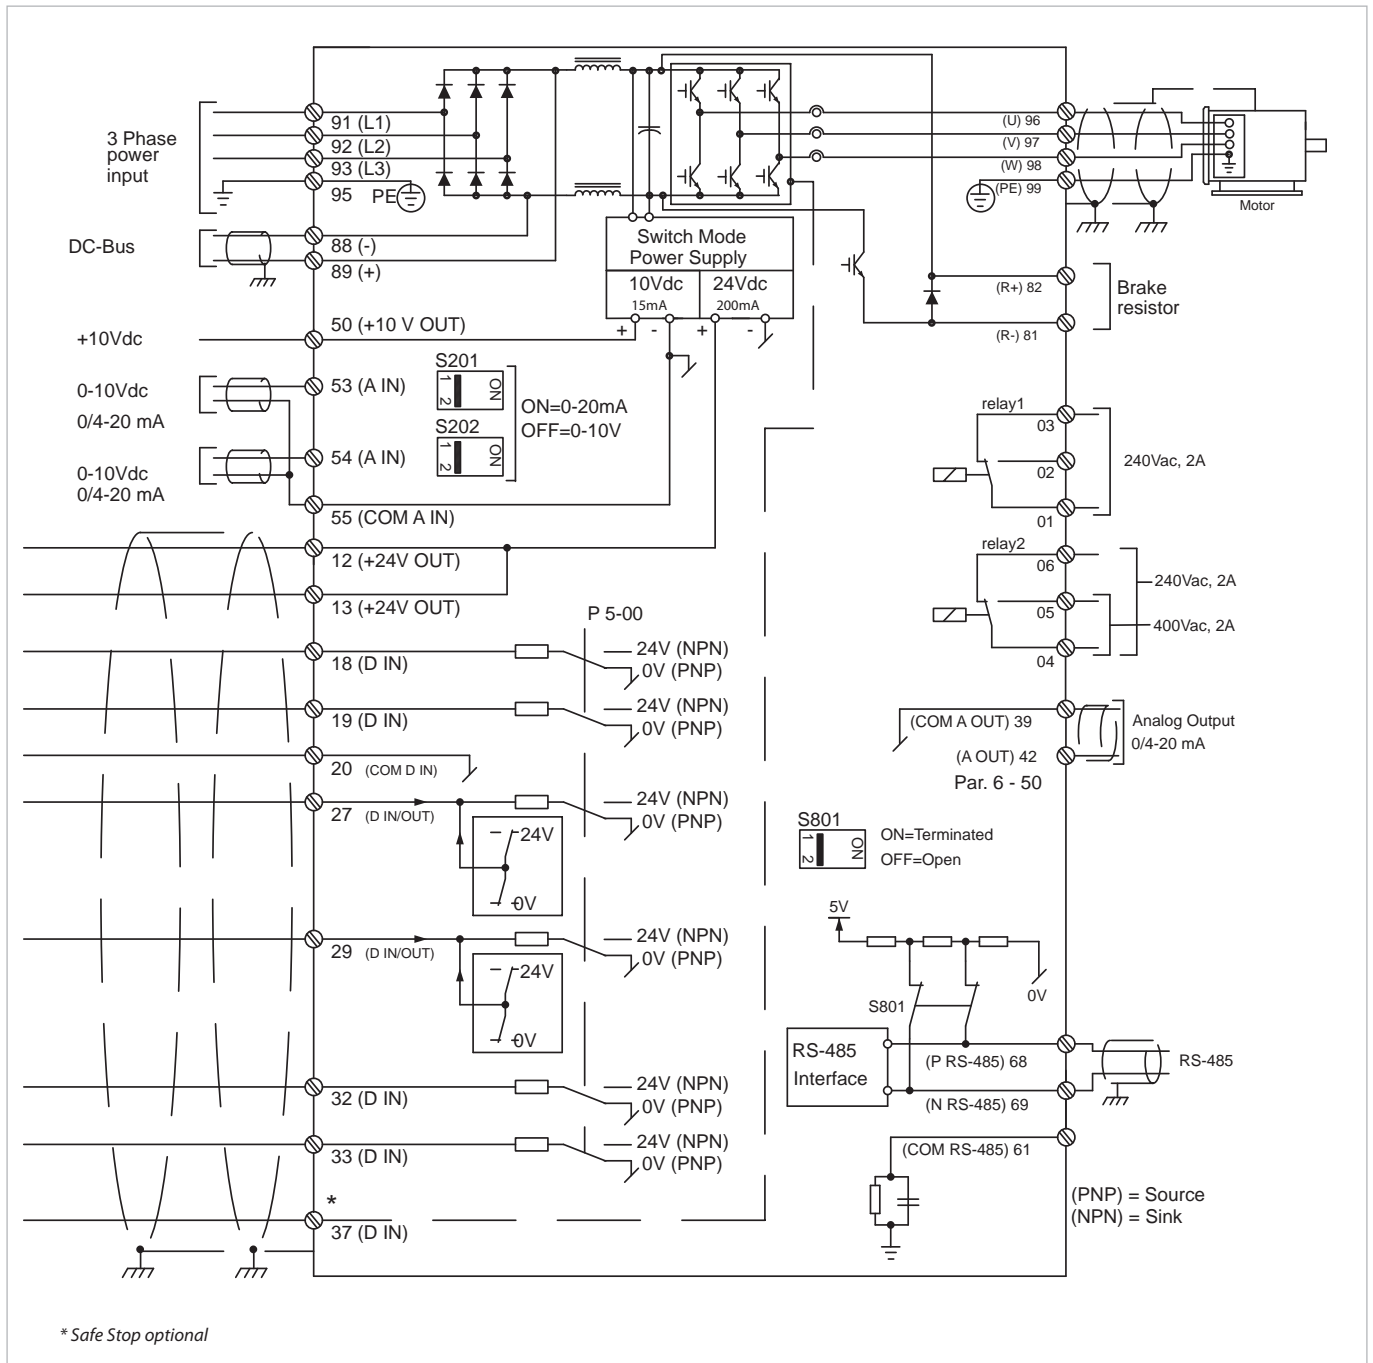 3 Phase
power
input
91 (L1)
92 (L2)
93 (L3)
95 PE
DC-Bus
88 (-)
89 (+)
+10Vdc
50 (+10 V OUT)
0-10Vdc
0/4-20 mA
53 (A IN)
0-10Vdc
0/4-20 mA
54 (A IN)
55 (COM A IN)
12 (+24V OUT)
13 (+24V OUT)
18 (D IN)
19 (D IN)
20 (COM D IN)
27 (D IN/OUT)
29 (D IN/OUT)
32 (D IN)
33 (D IN)
*
37 (D IN)
S201
1
2
ON
S202
1
2
ON
ON=0-20mA
OFF=0-10V
Switch Mode
Power Supply
10Vdc
15mA
24Vdc
200mA
+ - + -
P 5-00
24V (NPN)
0V (PNP)
24V (NPN)
0V (PNP)
24V (NPN)
0V (PNP)
24V
0V
24V (NPN)
0V (PNP)
24V
0V
24V (NPN)
0V (PNP)
24V (NPN)
0V (PNP)
(U) 96
(V) 97
(W) 98
(PE) 99
Motor
(R+) 82
(R-) 81
Brake
resistor
relay1
03
02
01
240Vac, 2A
relay2
06
05
04
240Vac, 2A
400Vac, 2A
(COM A OUT) 39
(A OUT) 42
Par. 6 - 50
Analog Output
0/4-20 mA
S801
1
2
ON
ON=Terminated
OFF=Open
5V
0V
S801
RS-485
Interface
(P RS-485) 68
(N RS-485) 69
RS-485
(COM RS-485) 61
(PNP) = Source
(NPN) = Sink
* Safe Stop optional